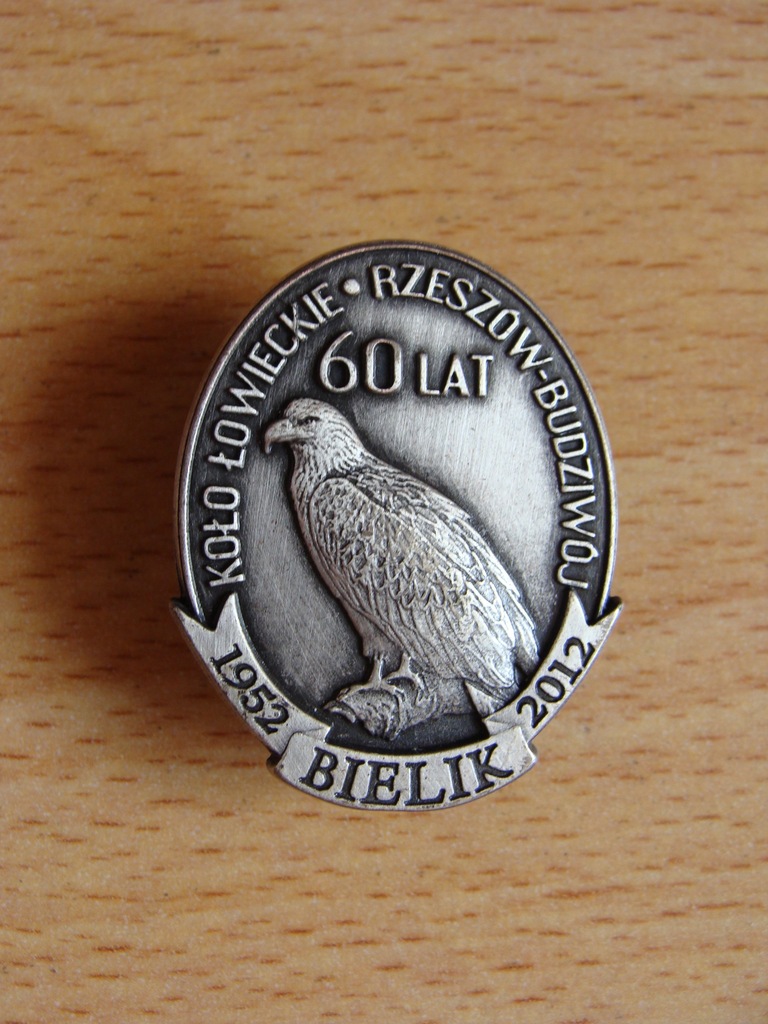 KOŁO ŁOWIECKIE • RZESZÓW-BUDZIWÓJ
60 LAT
1952 BIELIK 2012